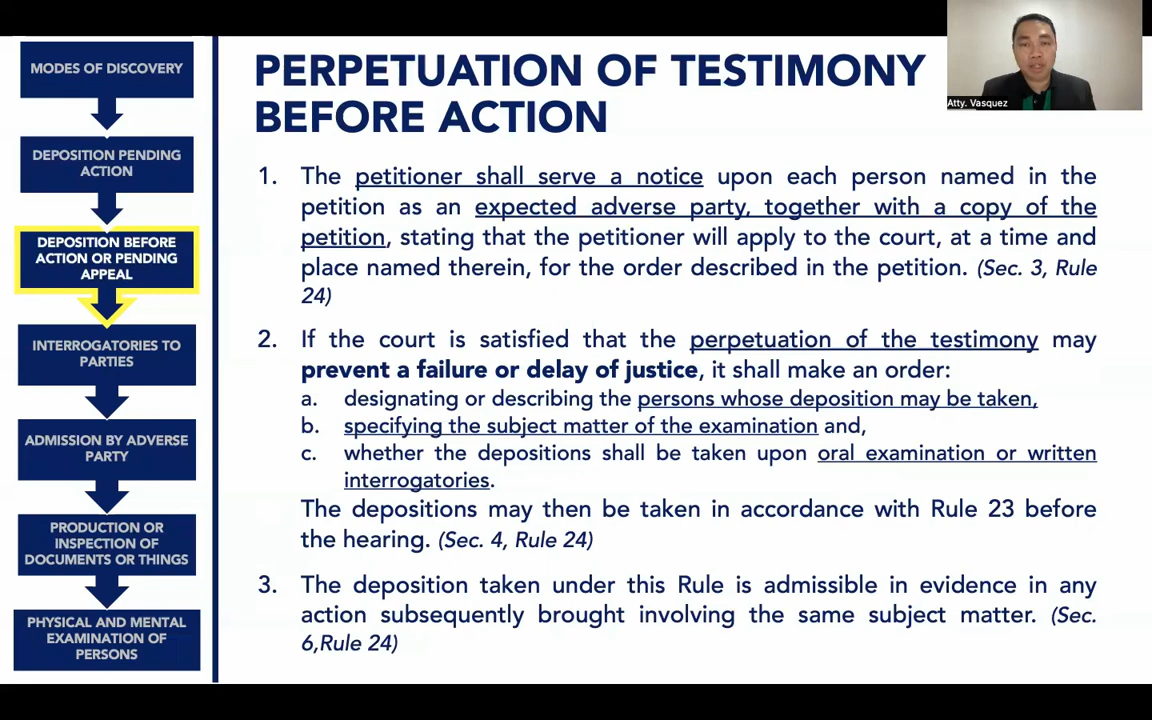 MODES OF DISCOVERY
DEPOSITION PENDING
ACTION
DEPOSITION BEFORE
ACTION OR PENDING
APPEAL
INTERROGATORIES TO
PARTIES
ADMISSION BY ADVERSE
PARTY
PRODUCTION OR
INSPECTION OF
DOCUMENTS OR THINGS
PHYSICAL AND MENTAL
EXAMINATION OF
PERSONS
PERPETUATION OF TESTIMONY
BEFORE ACTION
Atty. Vasquez
1. The petitioner shall serve a notice upon each person named in the
petition as an expected adverse party, together with a copy of the
petition, stating that the petitioner will apply to the court, at a time and
place named therein, for the order described in the petition. (Sec. 3, Rule
24)
2. If the court is satisfied that the perpetuation of the testimony may
prevent a failure or delay of justice, it shall make an order:
a. designating or describing the persons whose deposition may be taken,
b. specifying the subject matter of the examination and,
c. whether the depositions shall be taken upon oral examination or written
interrogatories.
The depositions may then be taken in accordance with Rule 23 before
the hearing. (Sec. 4, Rule 24)
3. The deposition taken under this Rule is admissible in evidence in any
action subsequently brought involving the same subject matter. (Sec.
6,Rule 24)